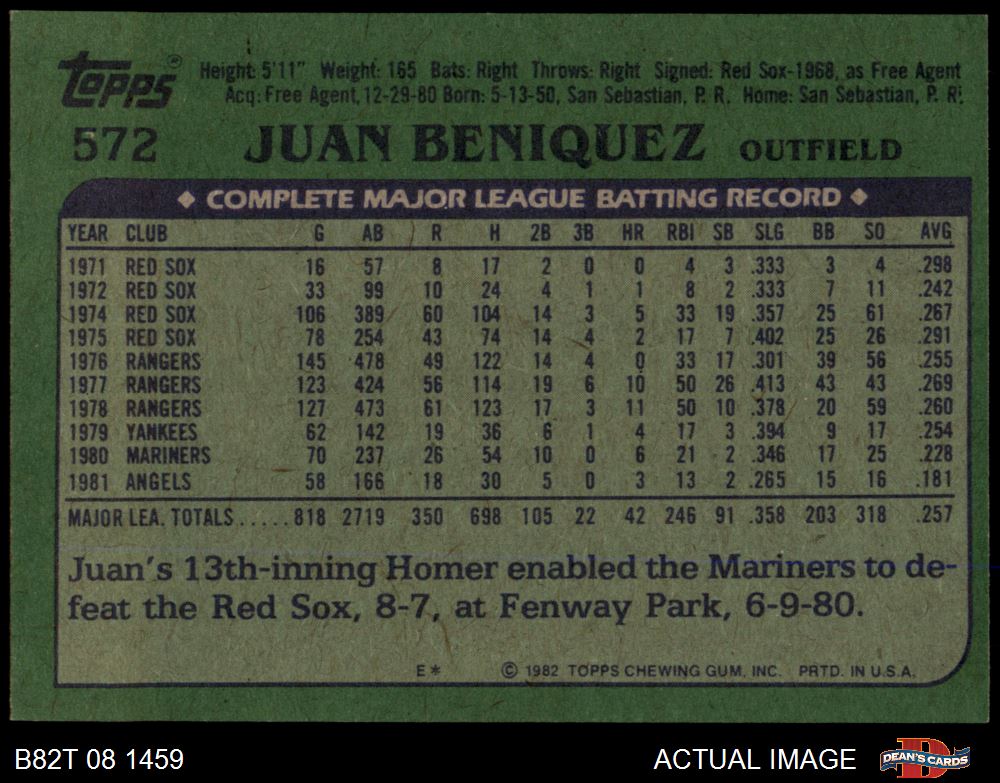 Topps® Height: 5'11" Weight: 165 Bats: Right Throws: Right Signed: Red Sox-1968, as Free Agent
Acq: Free Agent, 12-29-80 Born: 5-13-50, San Sebastian, P. R. Home: San Sebastian, P. R.
572 JUAN BENIQUEZ OUTFIELD
◆ COMPLETE MAJOR LEAGUE BATTING RECORD ◆
YEAR CLUB G AB R H 2B 3B HR RBI SB SLG BB SO AVG
1971 RED SOX 16 57 8 17 2 0 0 4 3 .333 3 4 .298
1972 RED SOX 33 99 10 24 4 1 1 8 2 .333 7 11 .242
1974 RED SOX 106 389 60 104 14 3 5 33 19 .357 25 61 .267
1975 RED SOX 78 254 43 74 14 4 2 17 7 .402 25 26 .291
1976 RANGERS 145 478 49 122 14 4 0 33 17 .301 39 56 .255
1977 RANGERS 123 424 56 114 19 6 10 50 26 .413 43 43 .269
1978 RANGERS 127 473 61 123 17 3 11 50 10 .378 20 59 .260
1979 YANKEES 62 142 19 36 6 1 4 17 3 .394 9 17 .254
1980 MARINERS 70 237 26 54 10 0 6 21 2 .346 17 25 .228
1981 ANGELS 58 166 18 30 5 0 3 13 2 .265 15 16 .181
MAJOR LEA. TOTALS.....818 2719 350 698 105 22 42 246 91 .358 203 318 .257
Juan's 13th-inning Homer enabled the Mariners to de-
feat the Red Sox, 8-7, at Fenway Park, 6-9-80.
E* © 1982 TOPPS CHEWING GUM, INC. PRTD. IN U.S.A.
B82T 08 1459 ACTUAL IMAGE DEAN'S CARDS